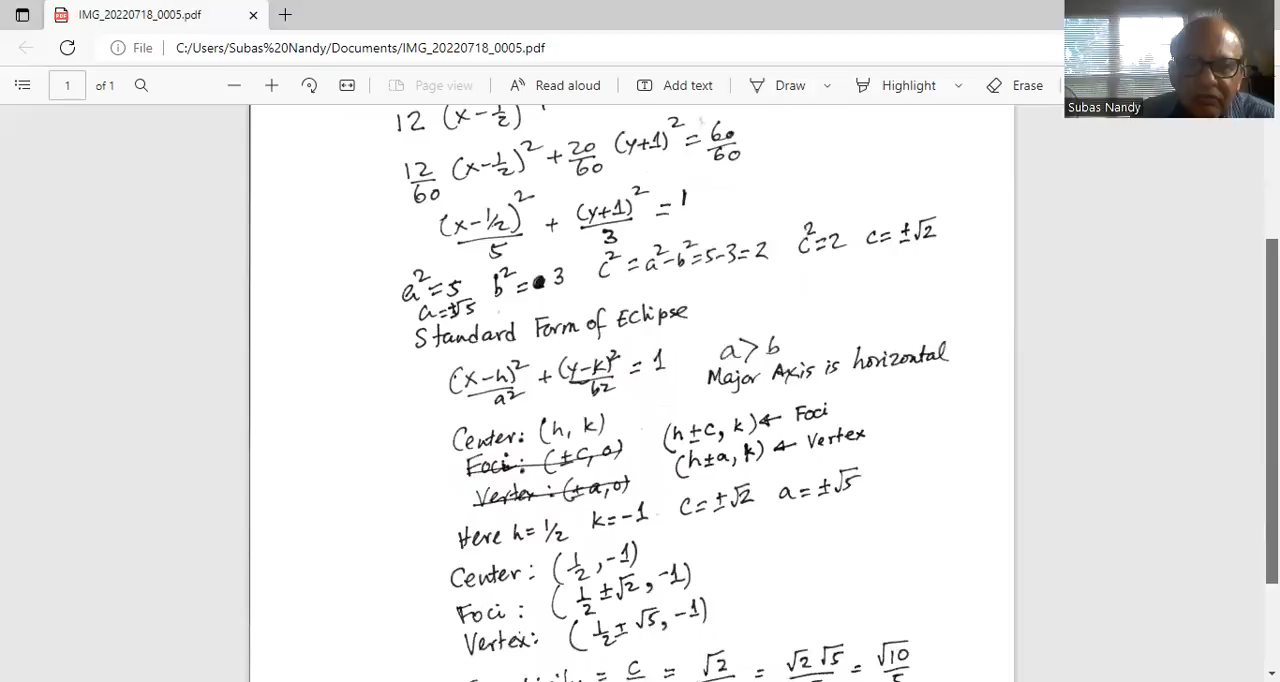 IMG_20220718_0005.pdf
File C:/Users/Subas%20Nandy/Documents/IMG_20220718_0005.pdf
1 of 1 Page view Read aloud Add text Draw Highlight Erase
Subas Nandy
12 (x-½)
12/60 (x-½)² + 20/60 (y+1)² = 60/60
(x-1/2)²/5 + (y+1)²/3 = 1
a²=5 b²=3 c²=a²-b²=5-3=2 c²=2 c=±√2
a=±√5
Standard Form of Eclipse
(x-h)²/a² + (y-k)²/b² = 1 a>b
Major Axis is horizontal
Center: (h, k) (h±c, k) ← Foci
Foci: (±c, 0) (h±a, k) ← Vertex
Vertex: (±a, 0)
Here h=1/2 k=-1 c=±√2 a=±√5
Center: (1/2, -1)
Foci: (1/2 ± √2, -1)
Vertex: (1/2 ± √5, -1)
= c = √2 = √2 √5 = √10/5